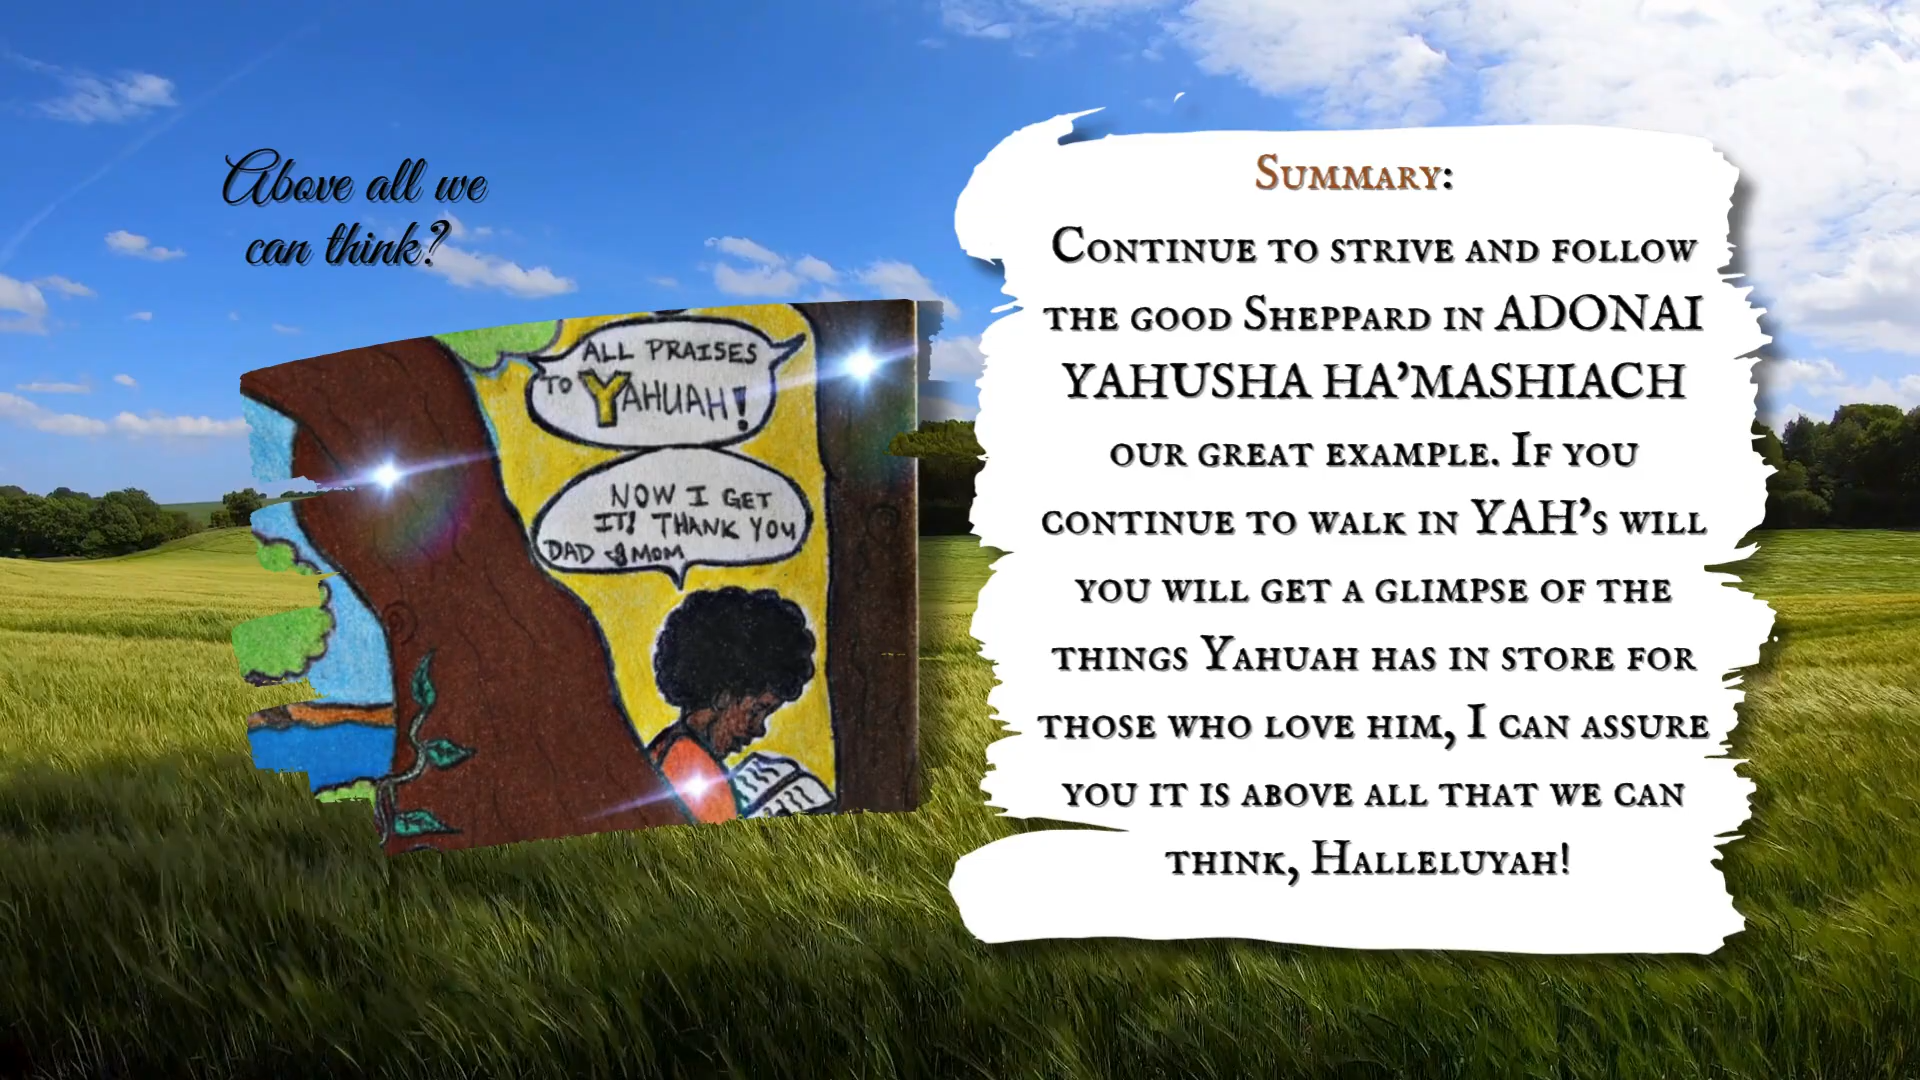 Above all we
can think?
ALL PRAISES
TO YAHUAH!
NOW I GET
IT! THANK YOU
DAD & MOM
Summary:
Continue to strive and follow
the good Sheppard in ADONAI
YAHUSHA HA'MASHIACH
our great example. If you
continue to walk in YAH's will
you will get a glimpse of the
things Yahuah has in store for
those who love him, I can assure
you it is above all that we can
think, Halleluyah!